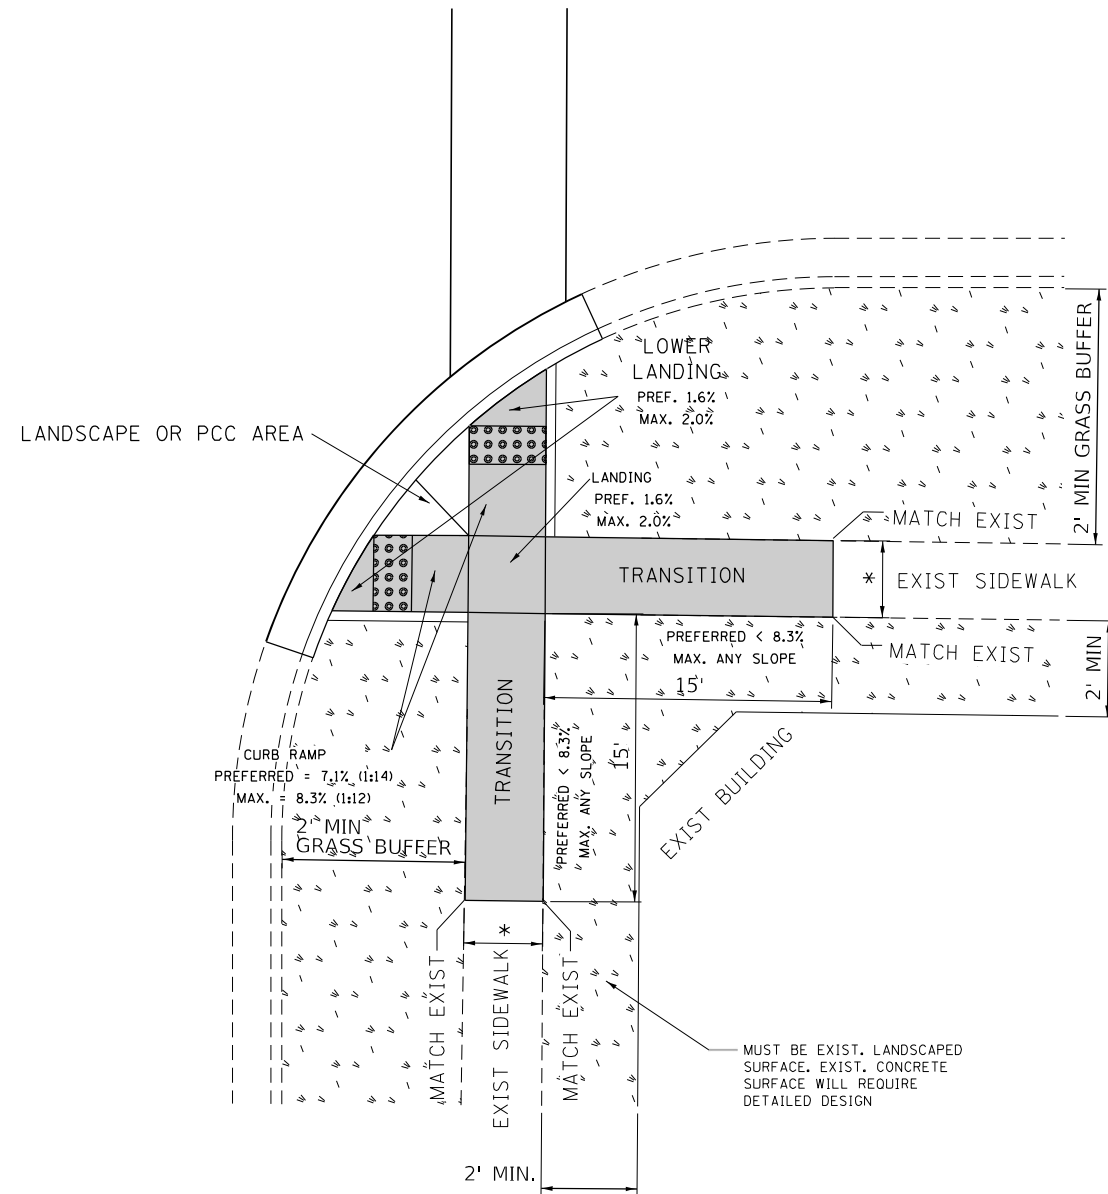 2' MIN GRASS BUFFER
LOWER
LANDING
PREF. 1.6%
MAX. 2.0%
LANDSCAPE OR PCC AREA
LANDING
PREF. 1.6%
MAX. 2.0%
MATCH EXIST
TRANSITION
* EXIST SIDEWALK
PREFERRED < 8.3%
MAX. ANY SLOPE
MATCH EXIST
2' MIN
15'
TRANSITION
PREFERRED < 8.3%
MAX. ANY SLOPE
15'
EXIST BUILDING
CURB RAMP
PREFERRED = 7.1% (1:14)
MAX. = 8.3% (1:12)
2' MIN
GRASS BUFFER
MATCH EXIST
EXIST SIDEWALK *
MATCH EXIST
MUST BE EXIST. LANDSCAPED
SURFACE. EXIST. CONCRETE
SURFACE WILL REQUIRE
DETAILED DESIGN
2' MIN.